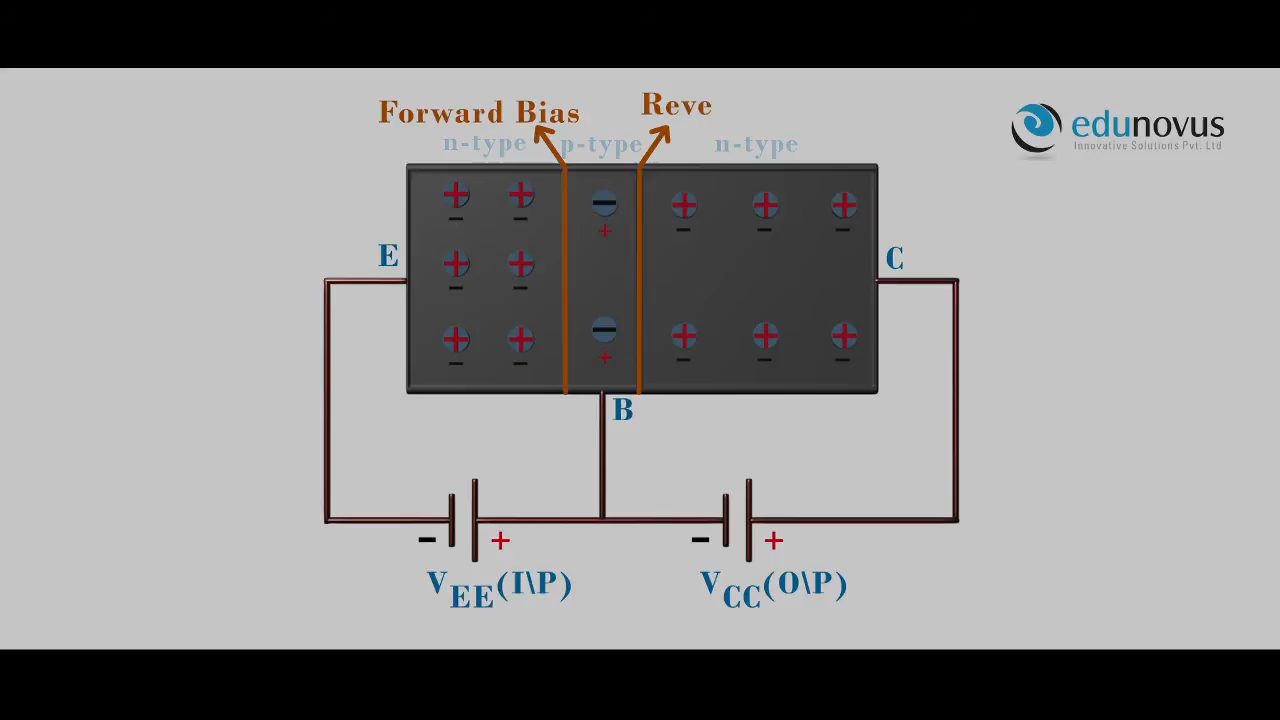 Forward Bias
Reve
n-type
p-type
n-type
edunovus
Innovative Solutions Pvt. Ltd
E
C
B
− +
− +
VEE(I\P)
VCC(O\P)